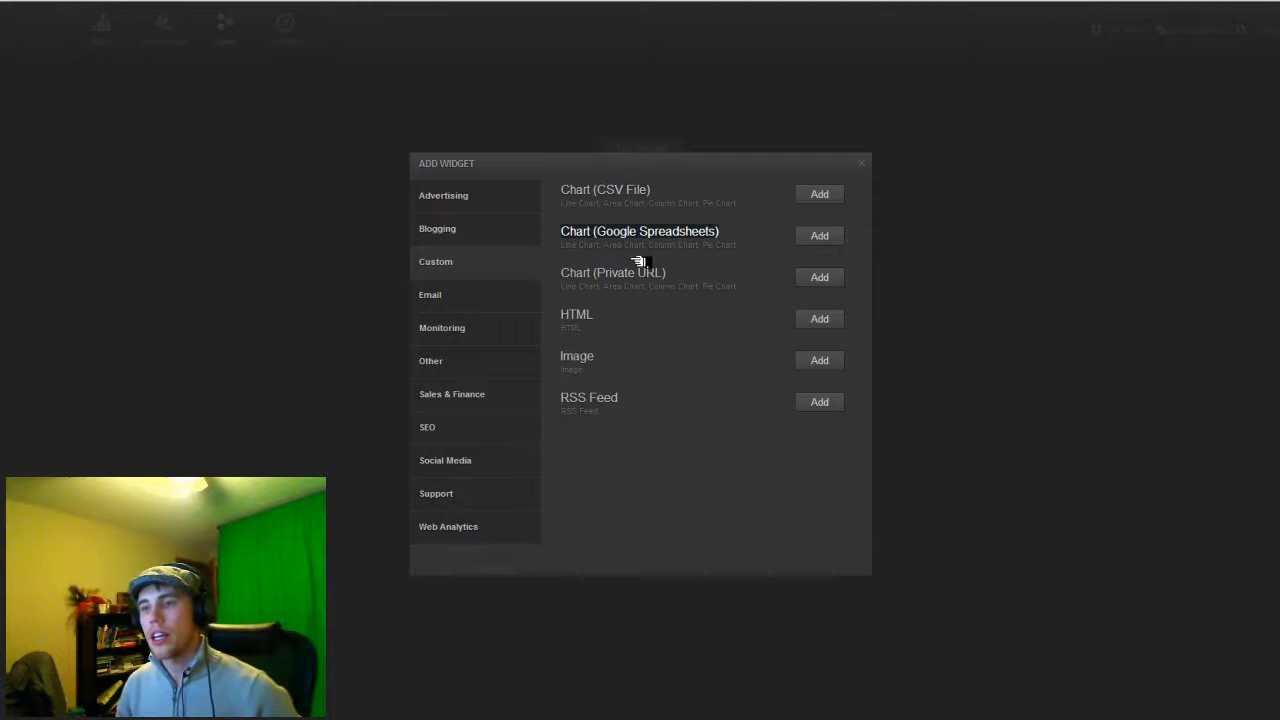 ADD WIDGET
Advertising
Blogging
Custom
Email
Monitoring
Other
Sales & Finance
SEO
Social Media
Support
Web Analytics
Chart (CSV File)
Line Chart, Area Chart, Column Chart, Pie Chart
Add
Chart (Google Spreadsheets)
Line Chart, Area Chart, Column Chart, Pie Chart
Add
Chart (Private URL)
Line Chart, Area Chart, Column Chart, Pie Chart
Add
HTML
HTML
Add
Image
Image
Add
RSS Feed
RSS Feed
Add